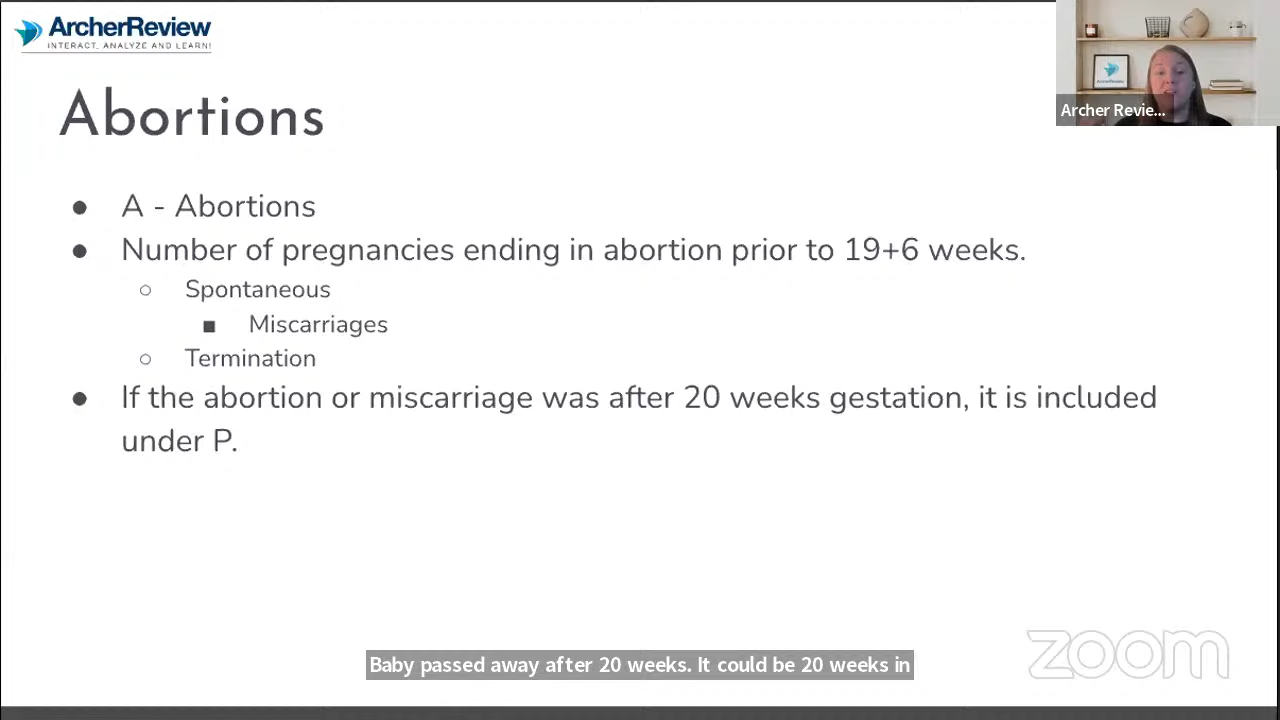 ArcherReview
INTERACT, ANALYZE AND LEARN!
Archer Revie...
Abortions
● A - Abortions
● Number of pregnancies ending in abortion prior to 19+6 weeks.
○ Spontaneous
■ Miscarriages
○ Termination
● If the abortion or miscarriage was after 20 weeks gestation, it is included
under P.
Baby passed away after 20 weeks. It could be 20 weeks in
zoom